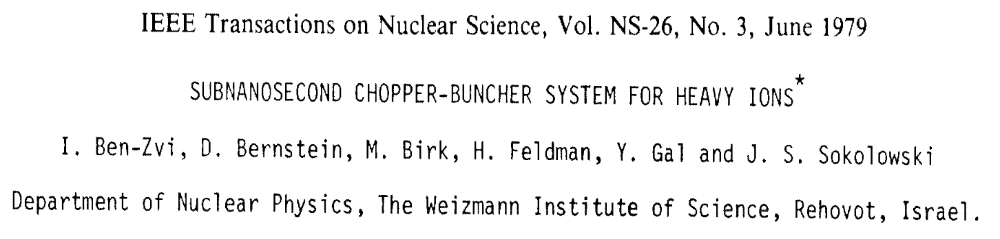 IEEE Transactions on Nuclear Science, Vol. NS-26, No. 3, June 1979
SUBNANOSECOND CHOPPER-BUNCHER SYSTEM FOR HEAVY IONS*
I. Ben-Zvi, D. Bernstein, M. Birk, H. Feldman, Y. Gal and J. S. Sokolowski
Department of Nuclear Physics, The Weizmann Institute of Science, Rehovot, Israel.